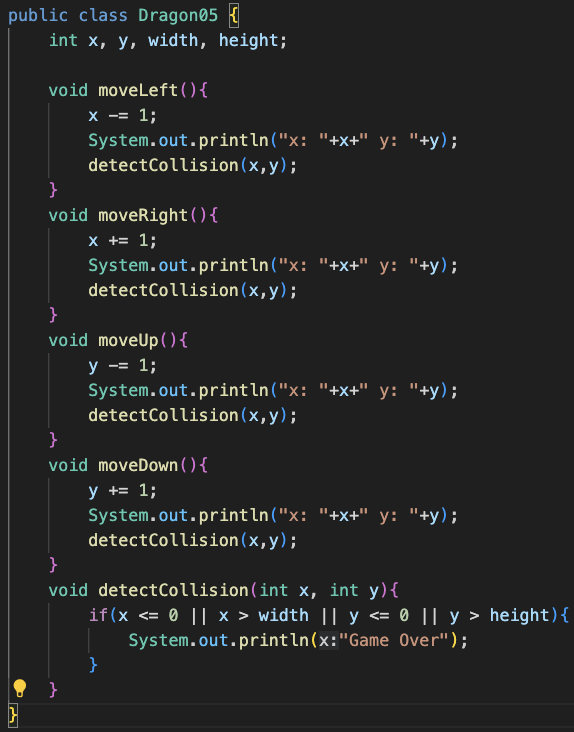 public class Dragon05 {
    int x, y, width, height;

    void moveLeft(){
        x -= 1;
        System.out.println("x: "+x+" y: "+y);
        detectCollision(x,y);
    }
    void moveRight(){
        x += 1;
        System.out.println("x: "+x+" y: "+y);
        detectCollision(x,y);
    }
    void moveUp(){
        y -= 1;
        System.out.println("x: "+x+" y: "+y);
        detectCollision(x,y);
    }
    void moveDown(){
        y += 1;
        System.out.println("x: "+x+" y: "+y);
        detectCollision(x,y);
    }
    void detectCollision(int x, int y){
        if(x <= 0 || x > width || y <= 0 || y > height){
            System.out.println(x:"Game Over");
        }
    }
}